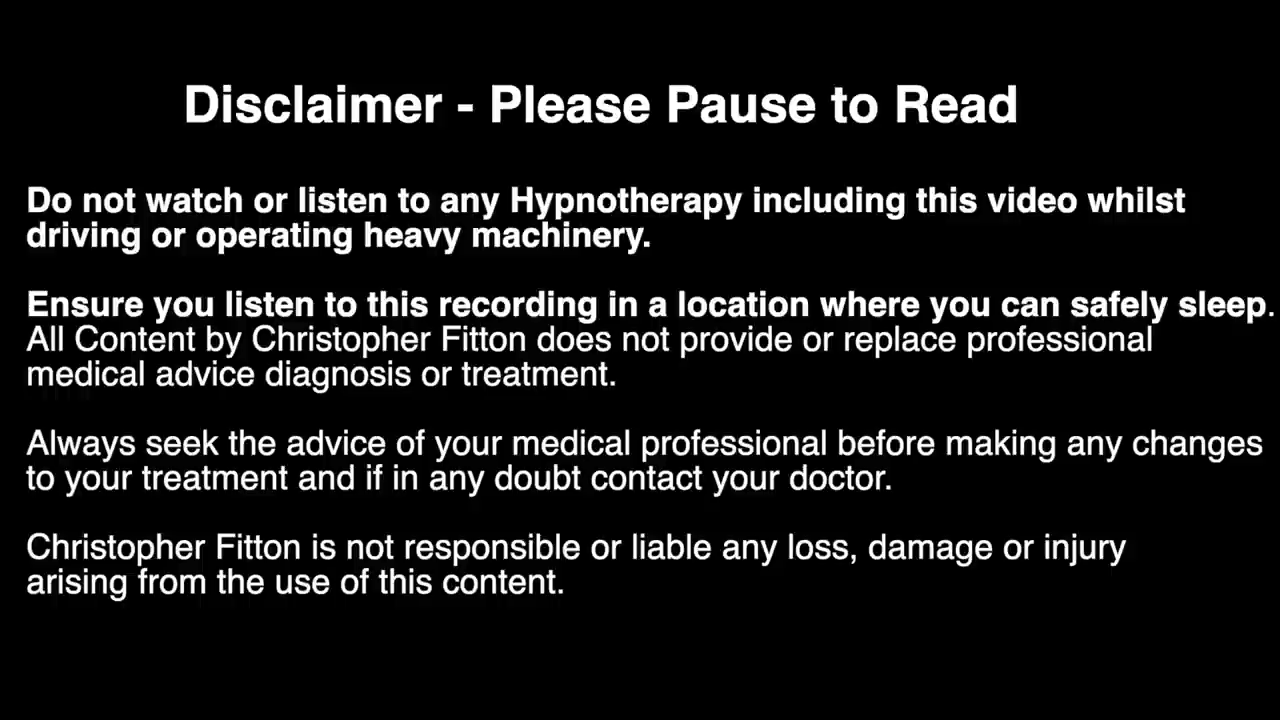 Disclaimer - Please Pause to Read
Do not watch or listen to any Hypnotherapy including this video whilst
driving or operating heavy machinery.
Ensure you listen to this recording in a location where you can safely sleep.
All Content by Christopher Fitton does not provide or replace professional
medical advice diagnosis or treatment.
Always seek the advice of your medical professional before making any changes
to your treatment and if in any doubt contact your doctor.
Christopher Fitton is not responsible or liable any loss, damage or injury
arising from the use of this content.